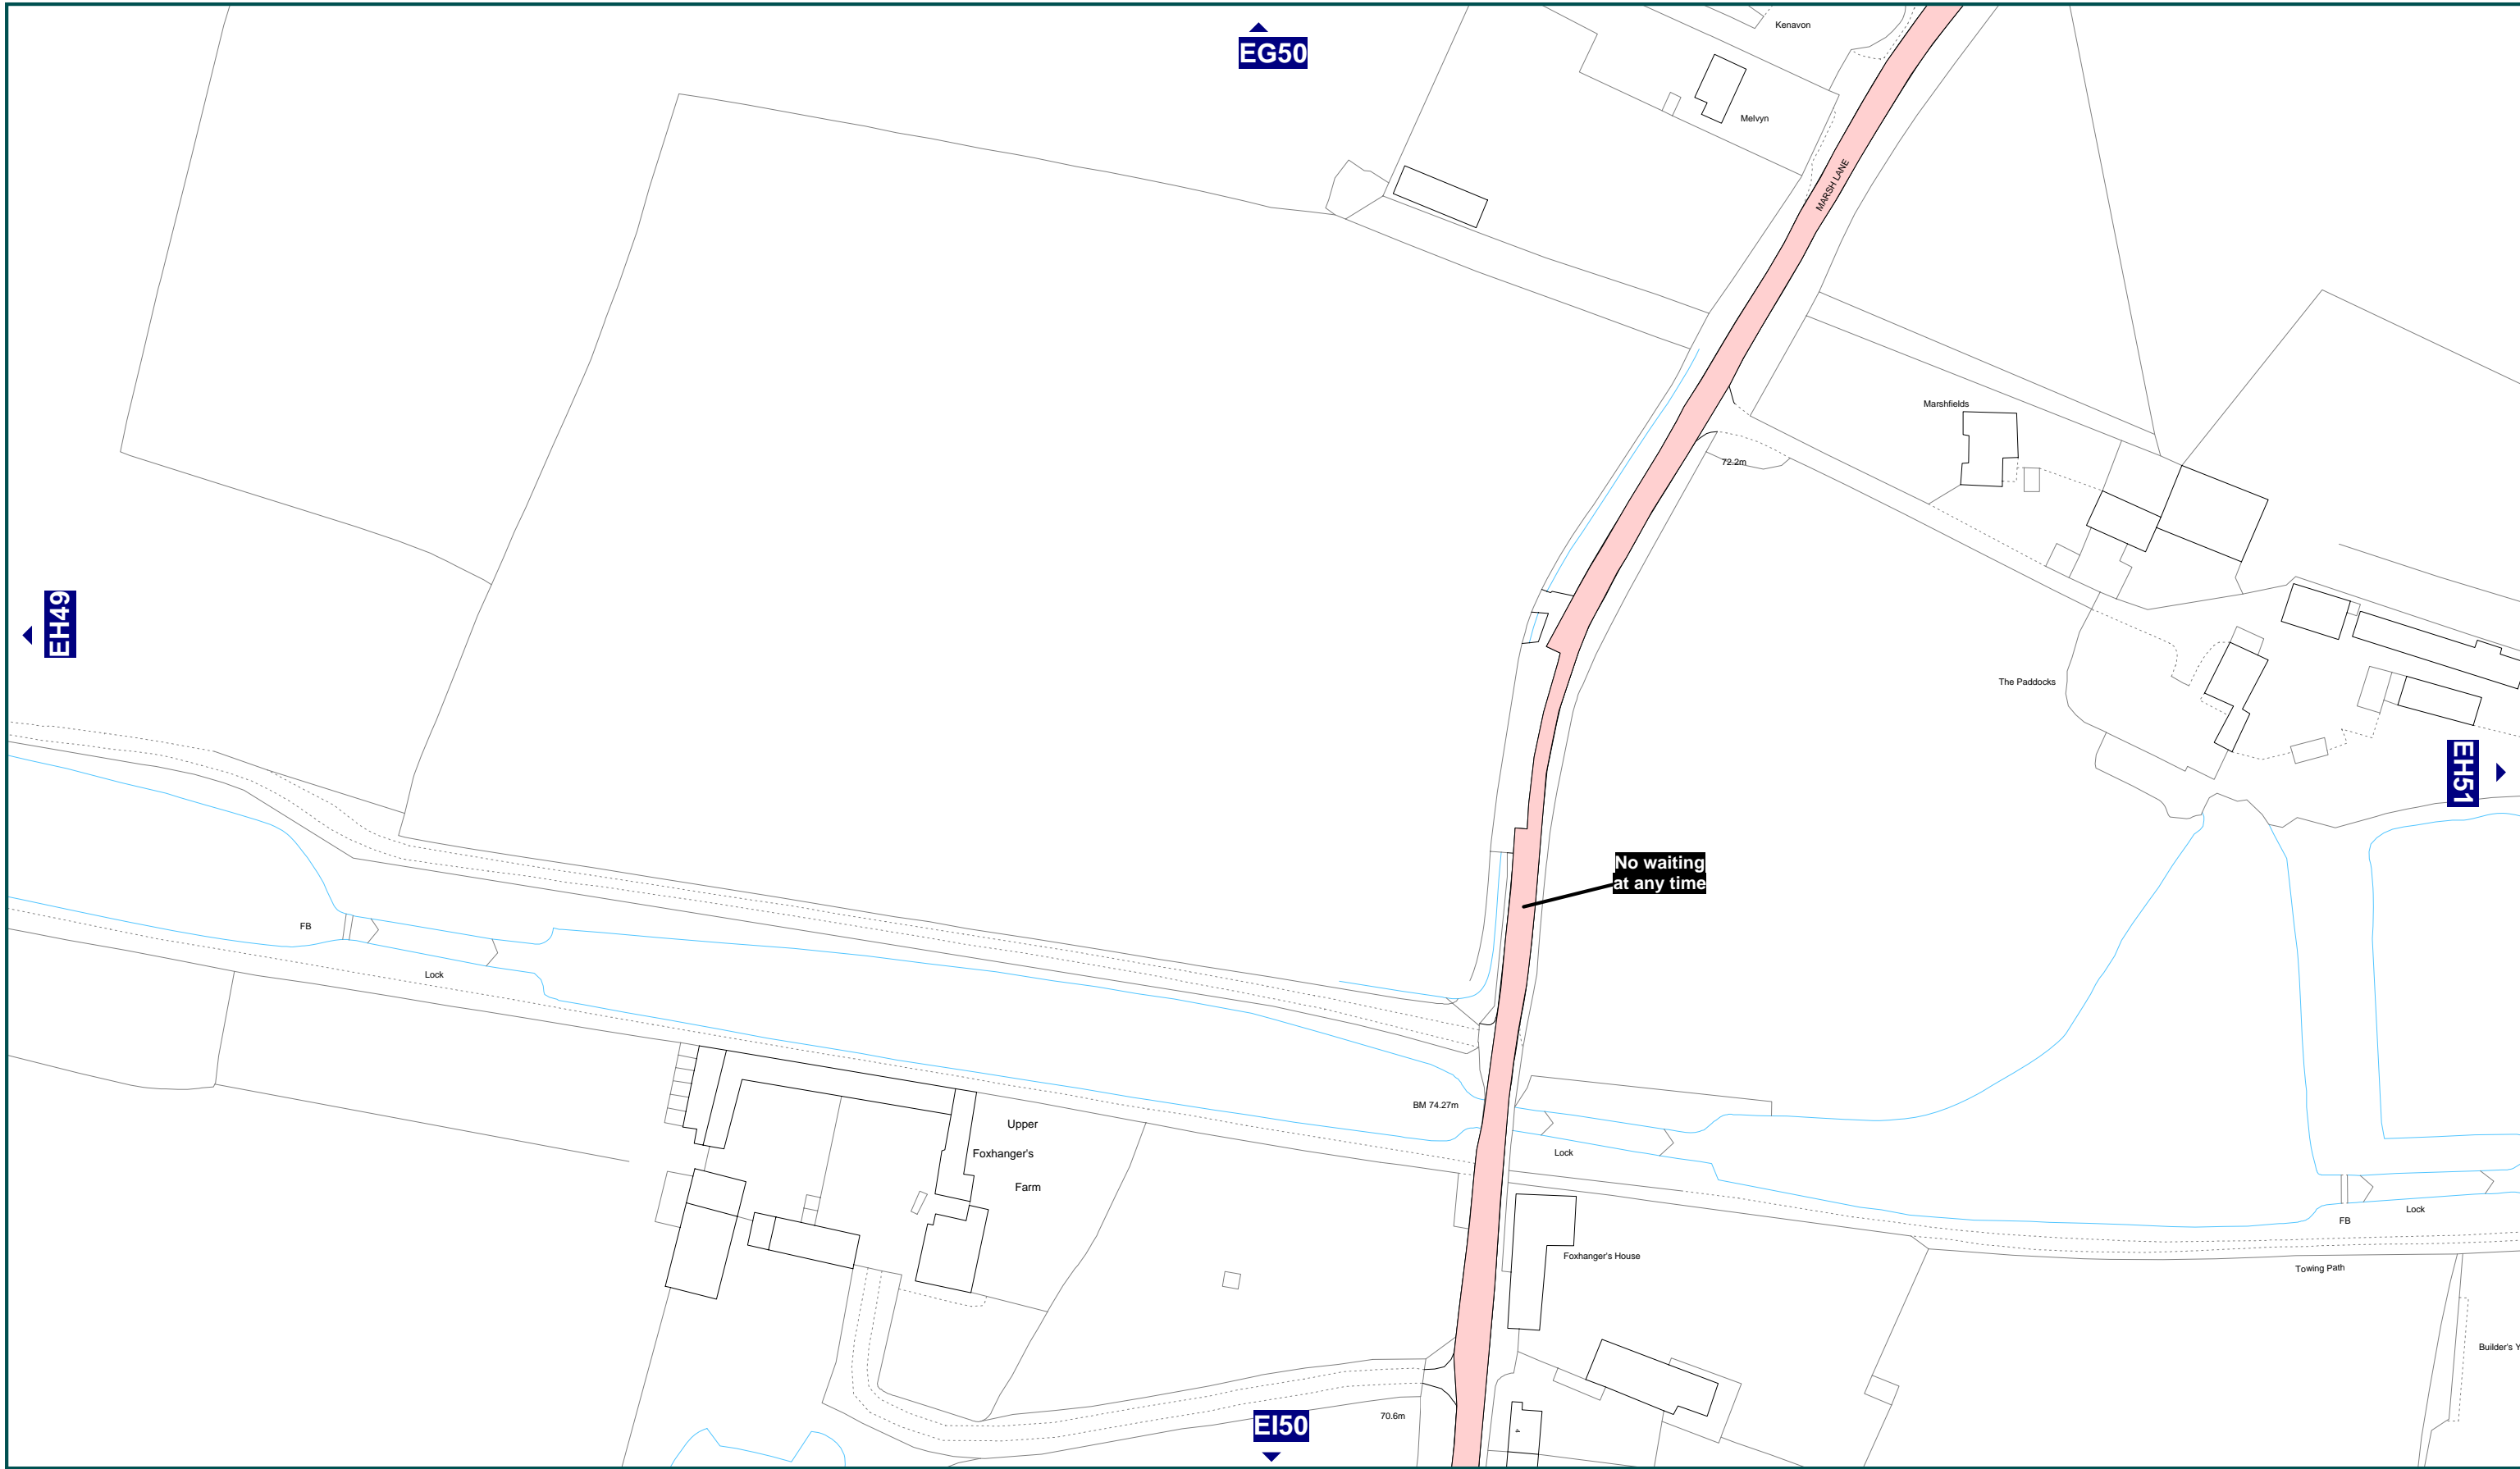 Kenavon
EG50
Melvyn
MARSH LANE
Marshfields
72.2m
EH49
The Paddocks
EH51
No waiting
at any time
FB
Lock
BM 74.27m
Upper
Foxhanger's
Farm
Lock
Lock
FB
Foxhanger's House
Towing Path
Builder's Y
70.6m
EI50
4